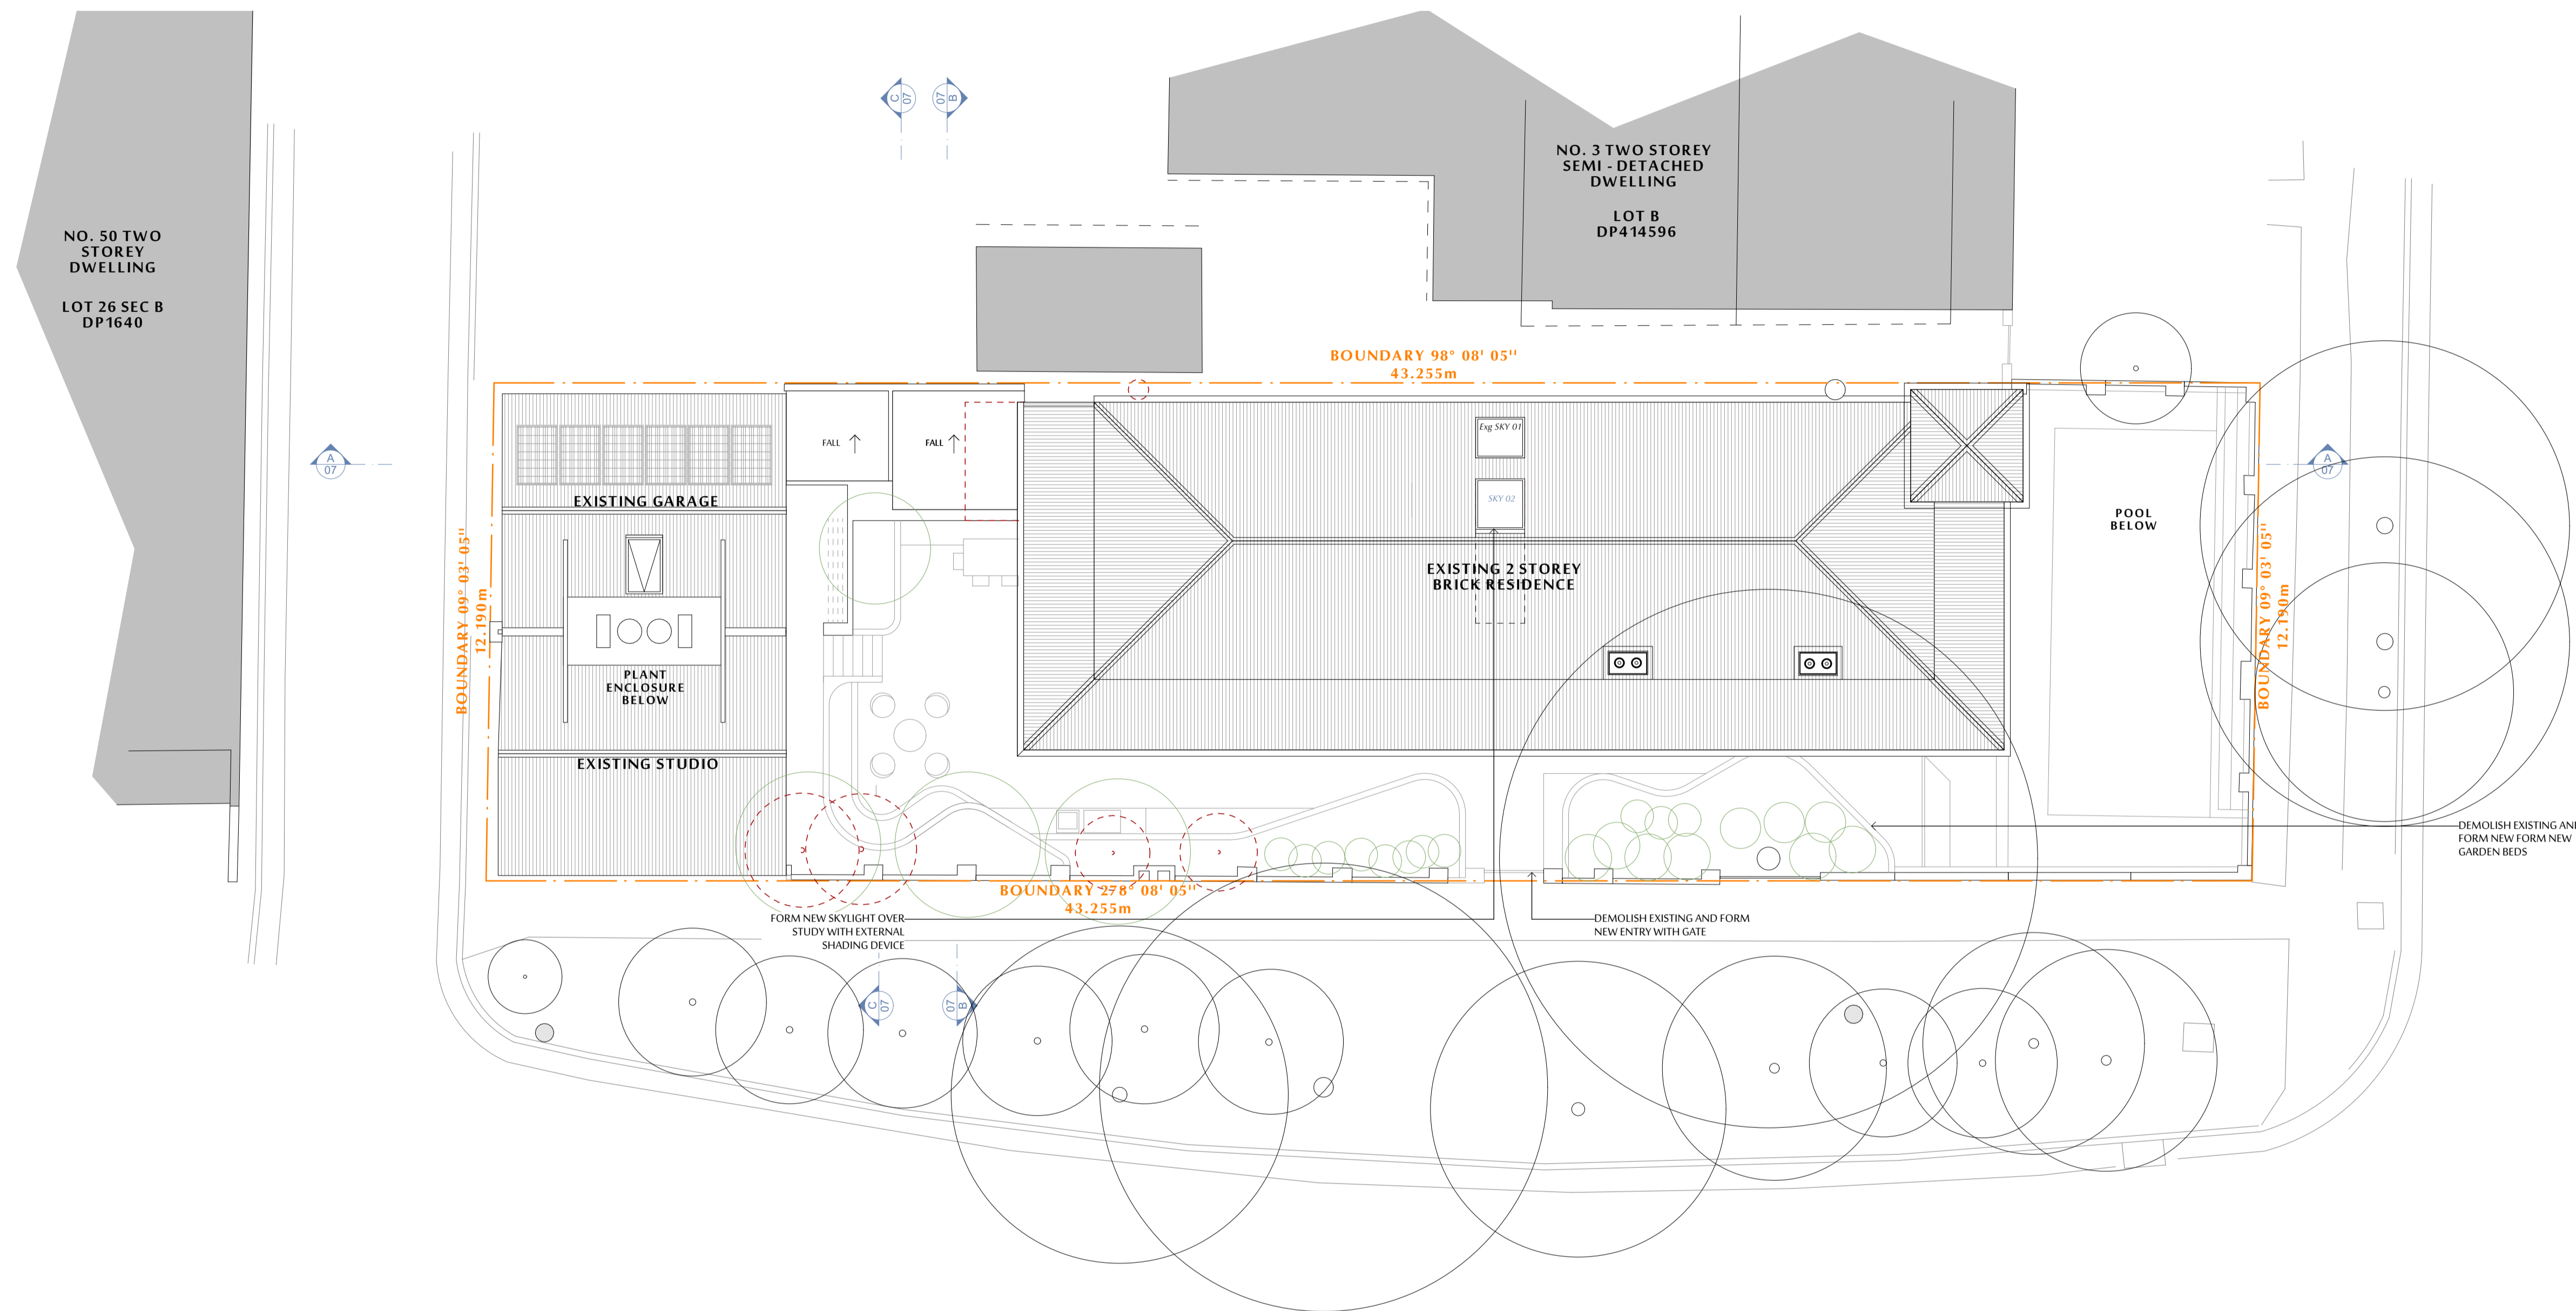 C
07
07
B
NO. 3 TWO STOREY
SEMI - DETACHED
DWELLING
LOT B
DP414596
NO. 50 TWO
STOREY
DWELLING
LOT 26 SEC B
DP1640
BOUNDARY 98° 08' 05''
43.255m
FALL
FALL
Exg SKY 01
A
07
A
07
EXISTING GARAGE
SKY 02
POOL
BELOW
BOUNDARY 09° 03' 05''
12.190m
EXISTING 2 STOREY
BRICK RESIDENCE
BOUNDARY 09° 03' 05''
12.190m
PLANT
ENCLOSURE
BELOW
EXISTING STUDIO
DEMOLISH EXISTING AN
FORM NEW FORM NEW
GARDEN BEDS
BOUNDARY 278° 08' 05''
43.255m
FORM NEW SKYLIGHT OVER
STUDY WITH EXTERNAL
SHADING DEVICE
DEMOLISH EXISTING AND FORM
NEW ENTRY WITH GATE
C
07
07
B